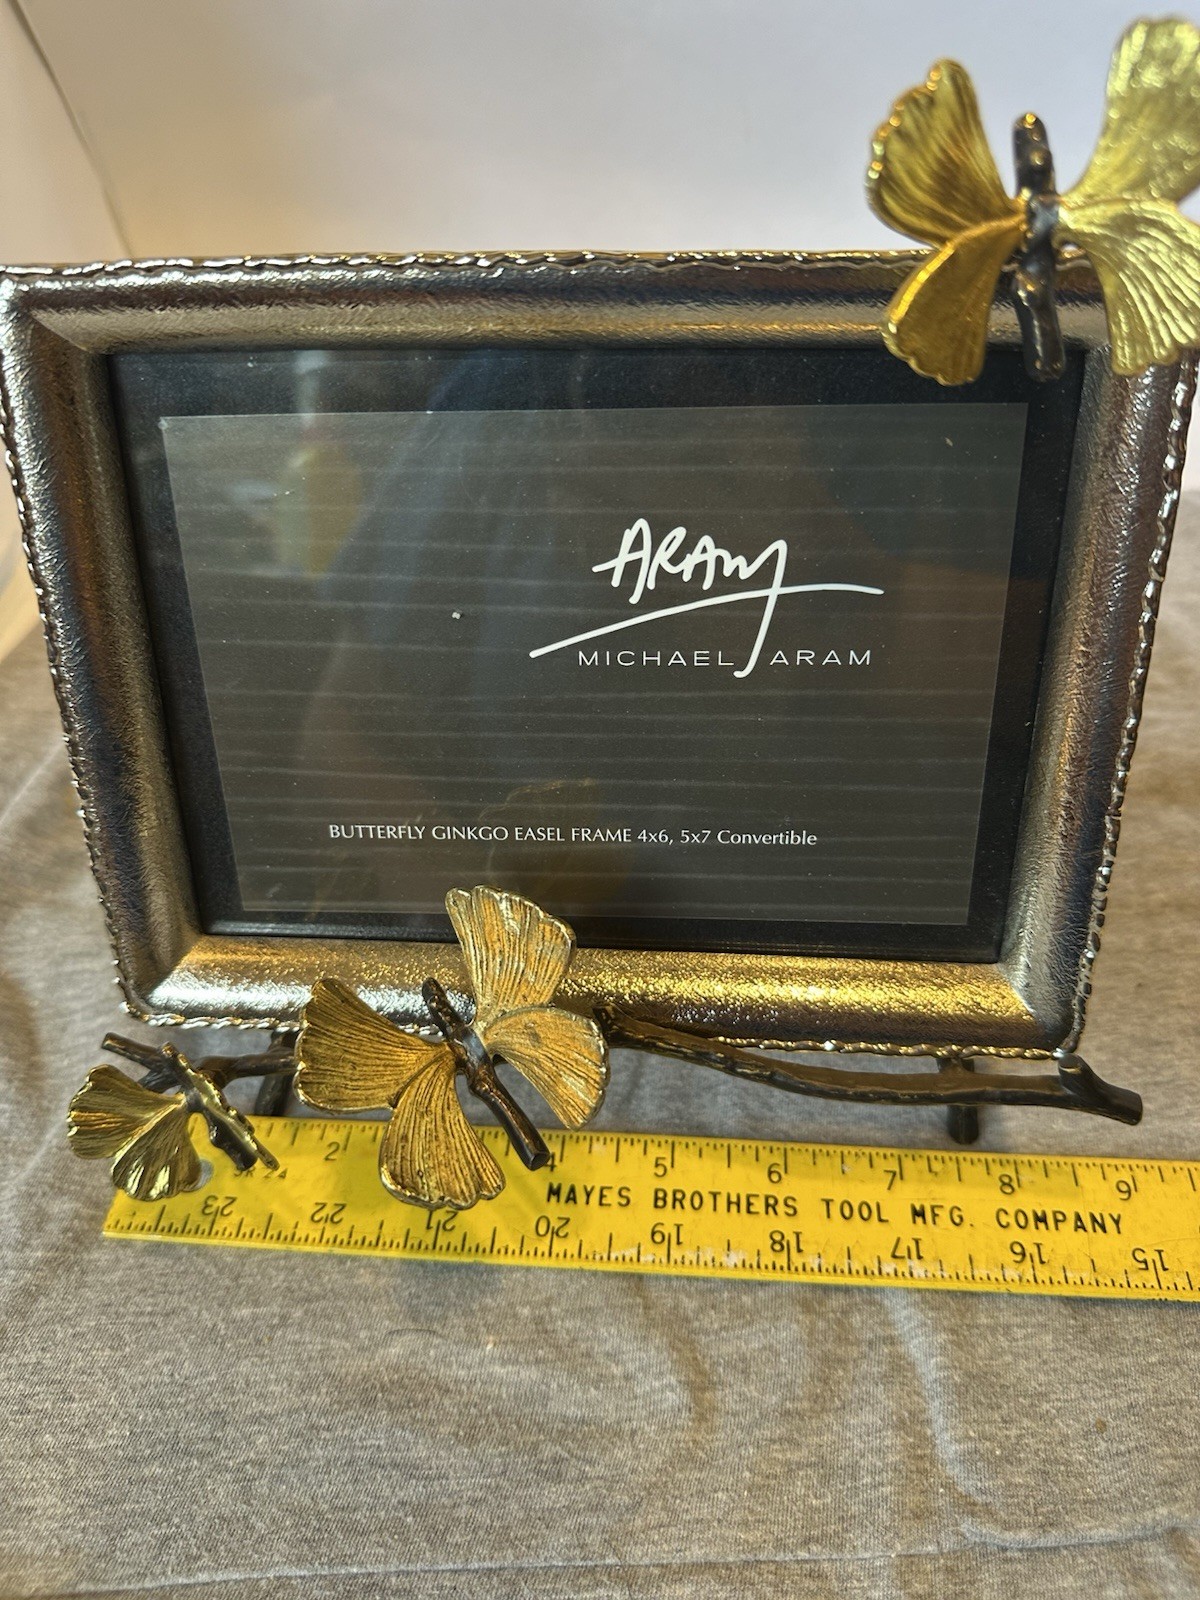 ARAM
MICHAEL ARAM
BUTTERFLY GINKGO EASEL FRAME 4x6, 5x7 Convertible
2 4 5 6 7 8 9
MAYES BROTHERS TOOL MFG. COMPANY
23 22 21 20 19 18 17 16 15